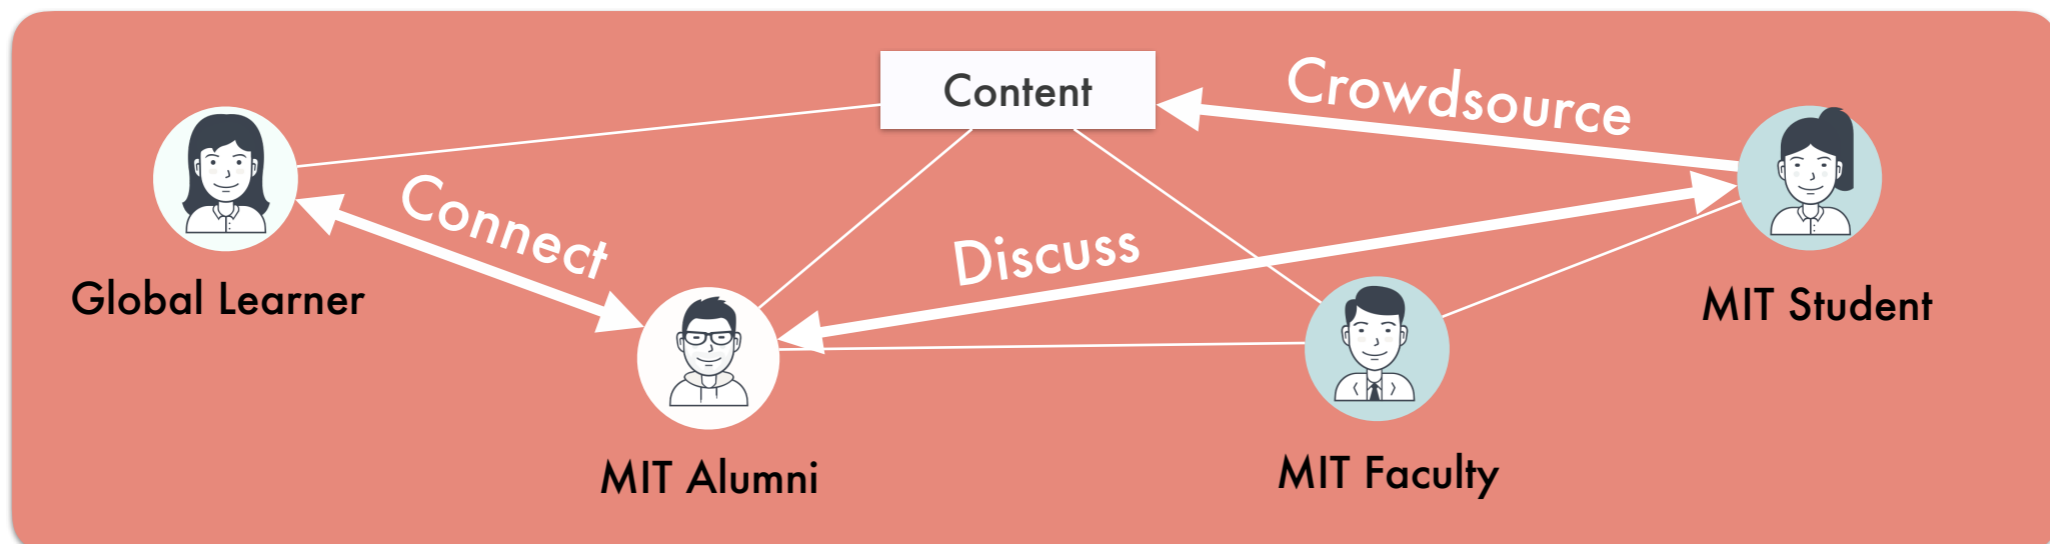 Content
Crowdsource
Connect
Discuss
Global Learner
MIT Student
MIT Alumni
MIT Faculty